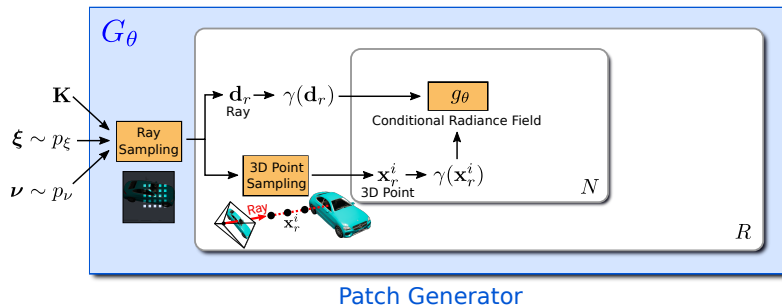 G_θ
K
ξ ∼ p_ξ
ν ∼ p_ν
Ray
Sampling
d_r
Ray
γ(d_r)
g_θ
Conditional Radiance Field
3D Point
Sampling
x_r^i
3D Point
γ(x_r^i)
N
Ray
x_r^i
R
Patch Generator